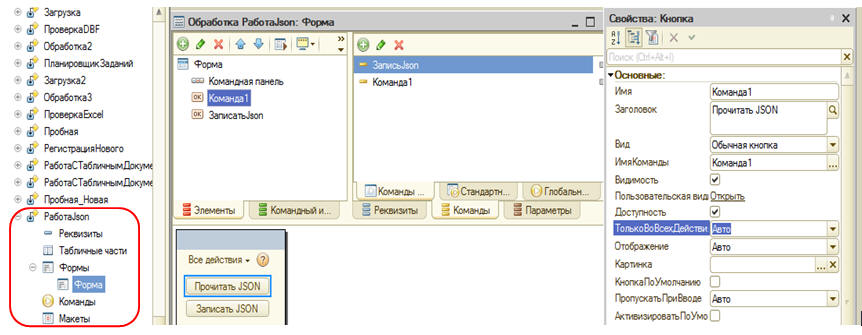 Загрузка
ПроверкаDBF
Обработка2
ПланировщикЗаданий
Загрузка2
Обработка3
ПроверкаExcel
Пробная
РегистрацияНового
РаботаСТабличнымДокуме
РаботаСТабличнымДокуме
Пробная_Новая
РаботаJson
Реквизиты
Табличные части
Формы
Форма
Команды
Макеты
Обработка РаботаJson: Форма
Форма
Командная панель
Команда1
ЗаписатьJson
Элементы
Командный и...
ЗаписьJson
Команда1
Команды ...
Стандартн...
Глобальн...
Реквизиты
Команды
Параметры
Все действия
Прочитать JSON
Записать JSON
Свойства: Кнопка
Поиск (Ctrl+Alt+I)
Основные:
Имя Команда1
Заголовок Прочитать JSON
Вид Обычная кнопка
ИмяКоманды Команда1
Видимость
Пользовательская вид Открыть
Доступность
ТолькоВоВсехДействи Авто
Отображение Авто
Картинка
КнопкаПоУмолчанию
ПропускатьПриВводе Авто
АктивизироватьПоУмо